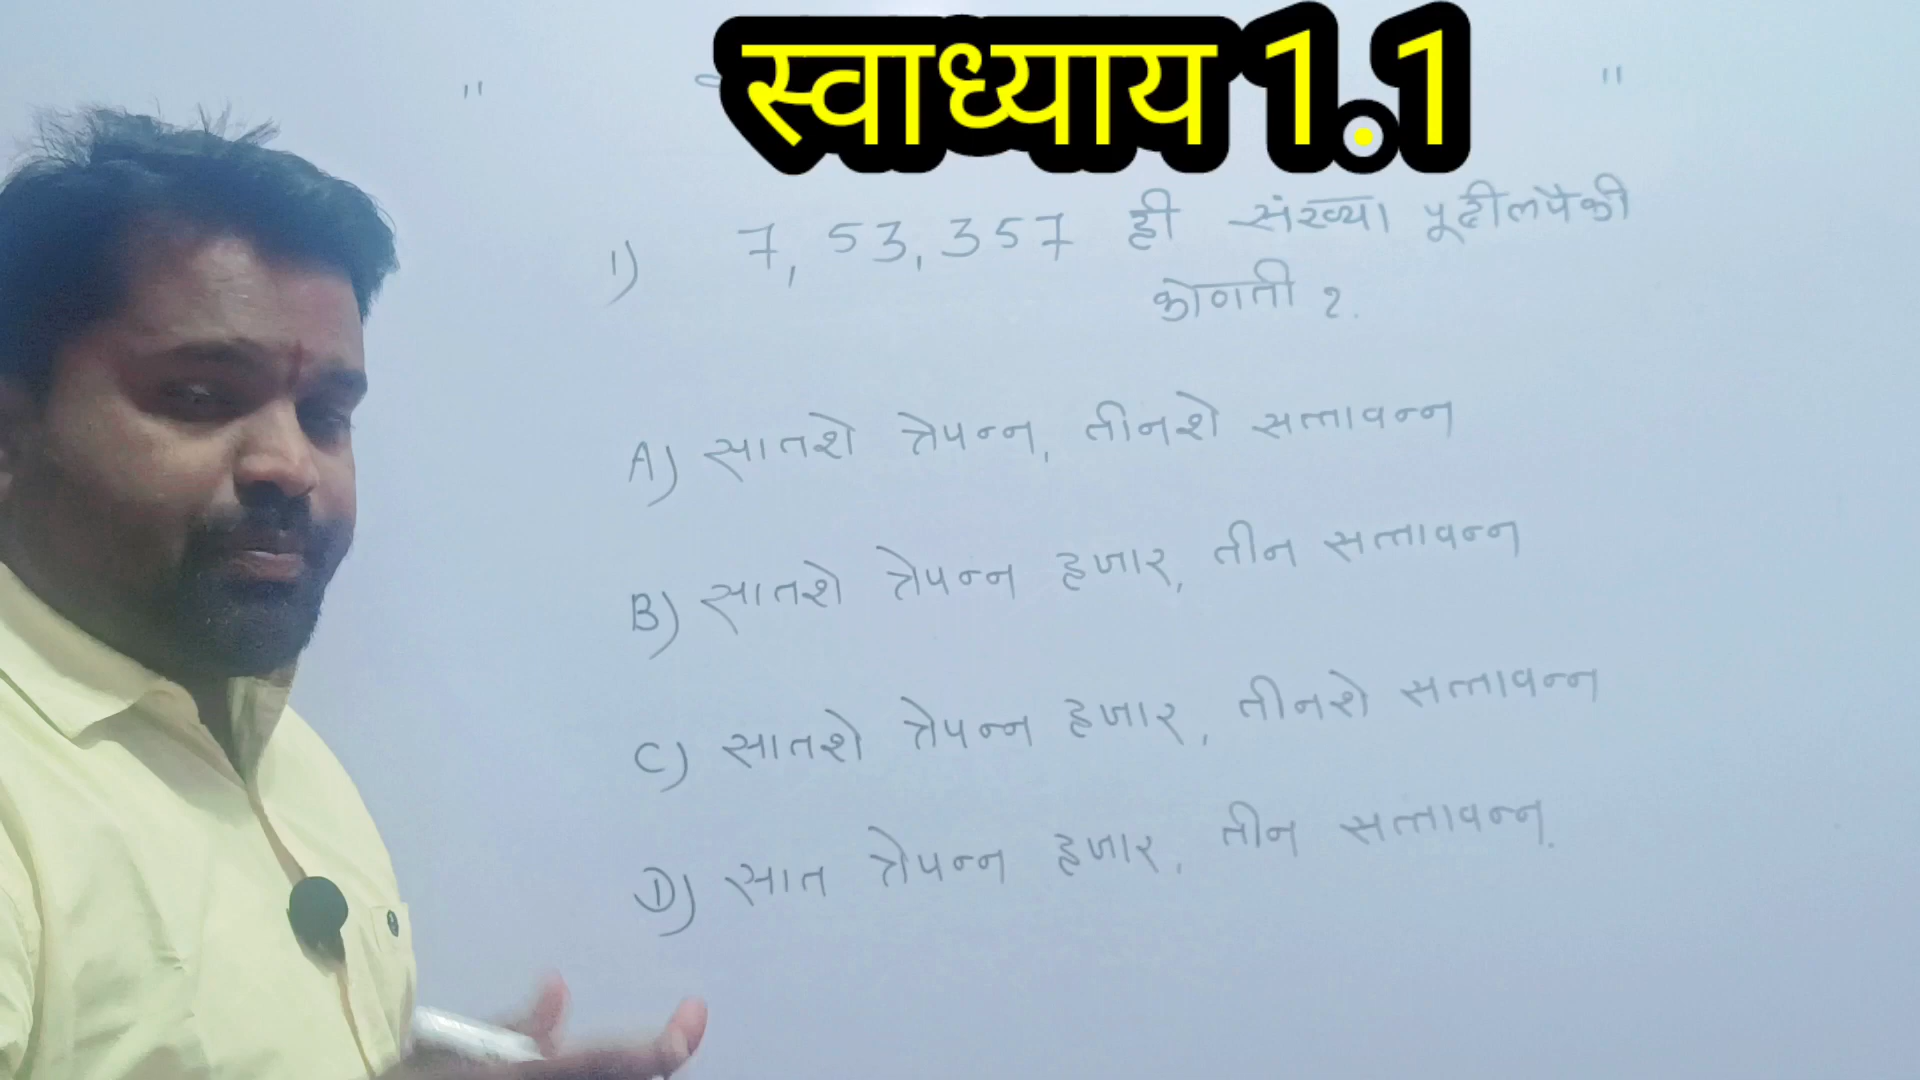 स्वाध्याय 1.1
1) 7,53,357 ही संख्या पूढीलपैकी
कोणती ?.
A) सातशे त्रेपन्न, तीनशे सत्तावन्न
B) सातशे त्रेपन्न हजार, तीन सत्तावन्न
C) सातशे त्रेपन्न हजार, तीनशे सत्तावन्न
D) सात त्रेपन्न हजार, तीन सत्तावन्न.